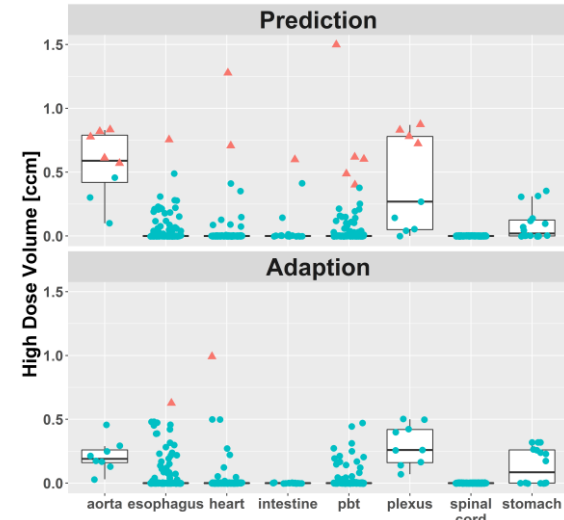 Prediction
1.5
1.0
0.5
0.0
High Dose Volume [ccm]
Adaption
1.5
1.0
0.5
0.0
aorta esophagus heart intestine pbt plexus spinal stomach
cord